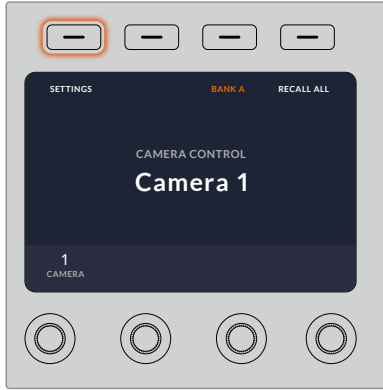 SETTINGS BANK A RECALL ALL
CAMERA CONTROL
Camera 1
1
CAMERA